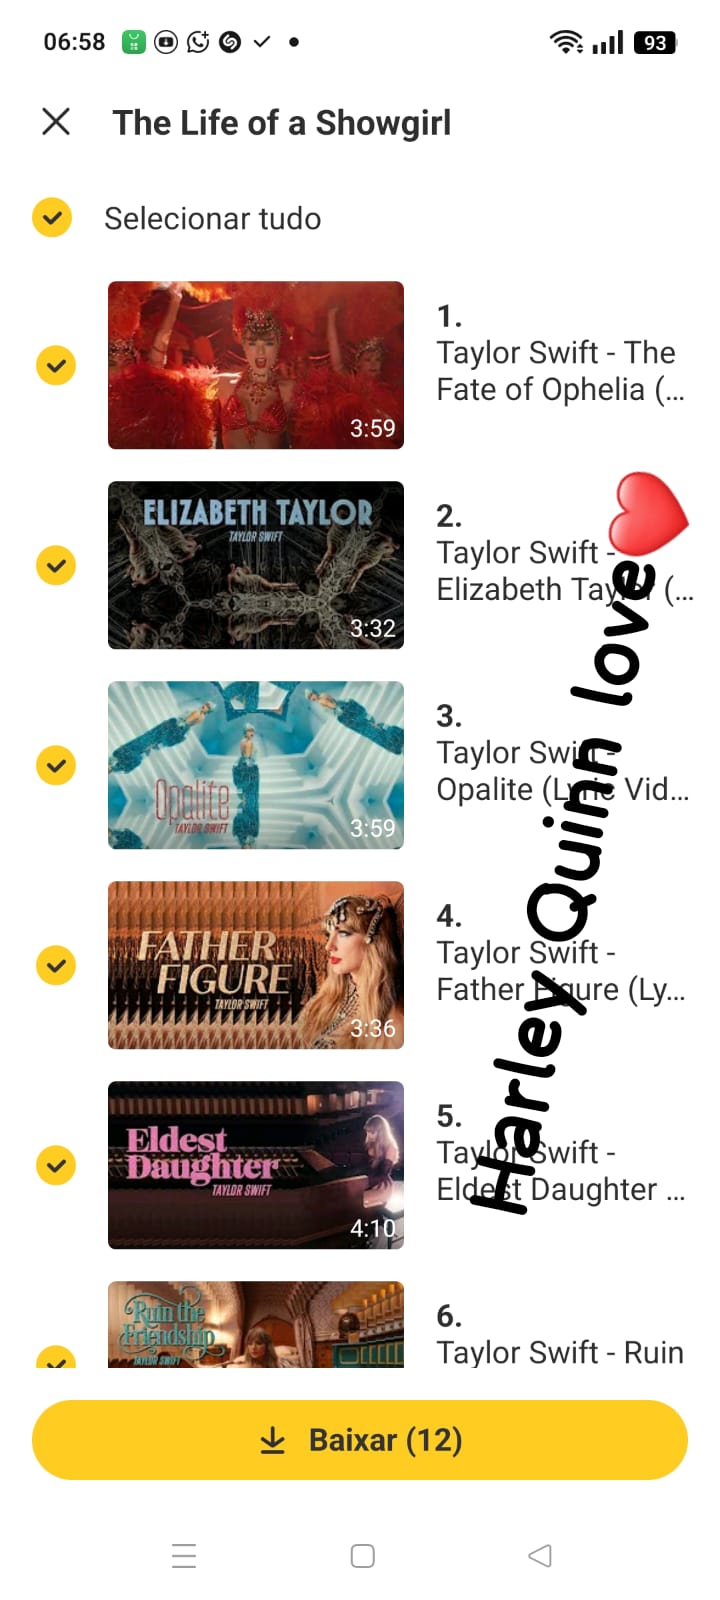 06:58
93
The Life of a Showgirl
Selecionar tudo
3:59
1.
Taylor Swift - The
Fate of Ophelia (...
ELIZABETH TAYLOR
TAYLOR SWIFT
3:32
2.
Taylor Swift -
Elizabeth Taylor (...
Opalite
TAYLOR SWIFT
3:59
3.
Taylor Swift -
Opalite (Lyric Vid...
FATHER
FIGURE
TAYLOR SWIFT
3:36
4.
Taylor Swift -
Father Figure (Ly...
Eldest
Daughter
TAYLOR SWIFT
4:10
5.
Taylor Swift -
Eldest Daughter ...
Ruin the
Friendship
TAYLOR SWIFT
6.
Taylor Swift - Ruin
Harley Quinn love❤️
Baixar (12)